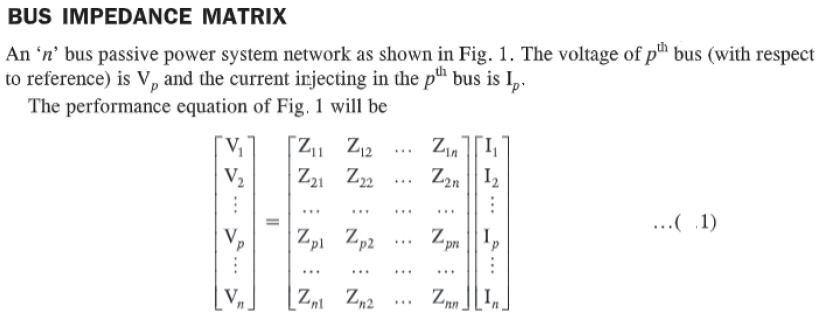 BUS IMPEDANCE MATRIX
An ‘n’ bus passive power system network as shown in Fig. 1. The voltage of pth bus (with respect
to reference) is Vp and the current injecting in the pth bus is Ip.
The performance equation of Fig. 1 will be
V1 Z11 Z12 ... Z1n I1
V2 Z21 Z22 ... Z2n I2
⋮ ... ... ... ... ⋮
Vp = Zp1 Zp2 ... Zpn Ip ...( .1)
⋮ ... ... ... ... ⋮
Vn Zn1 Zn2 ... Znn In